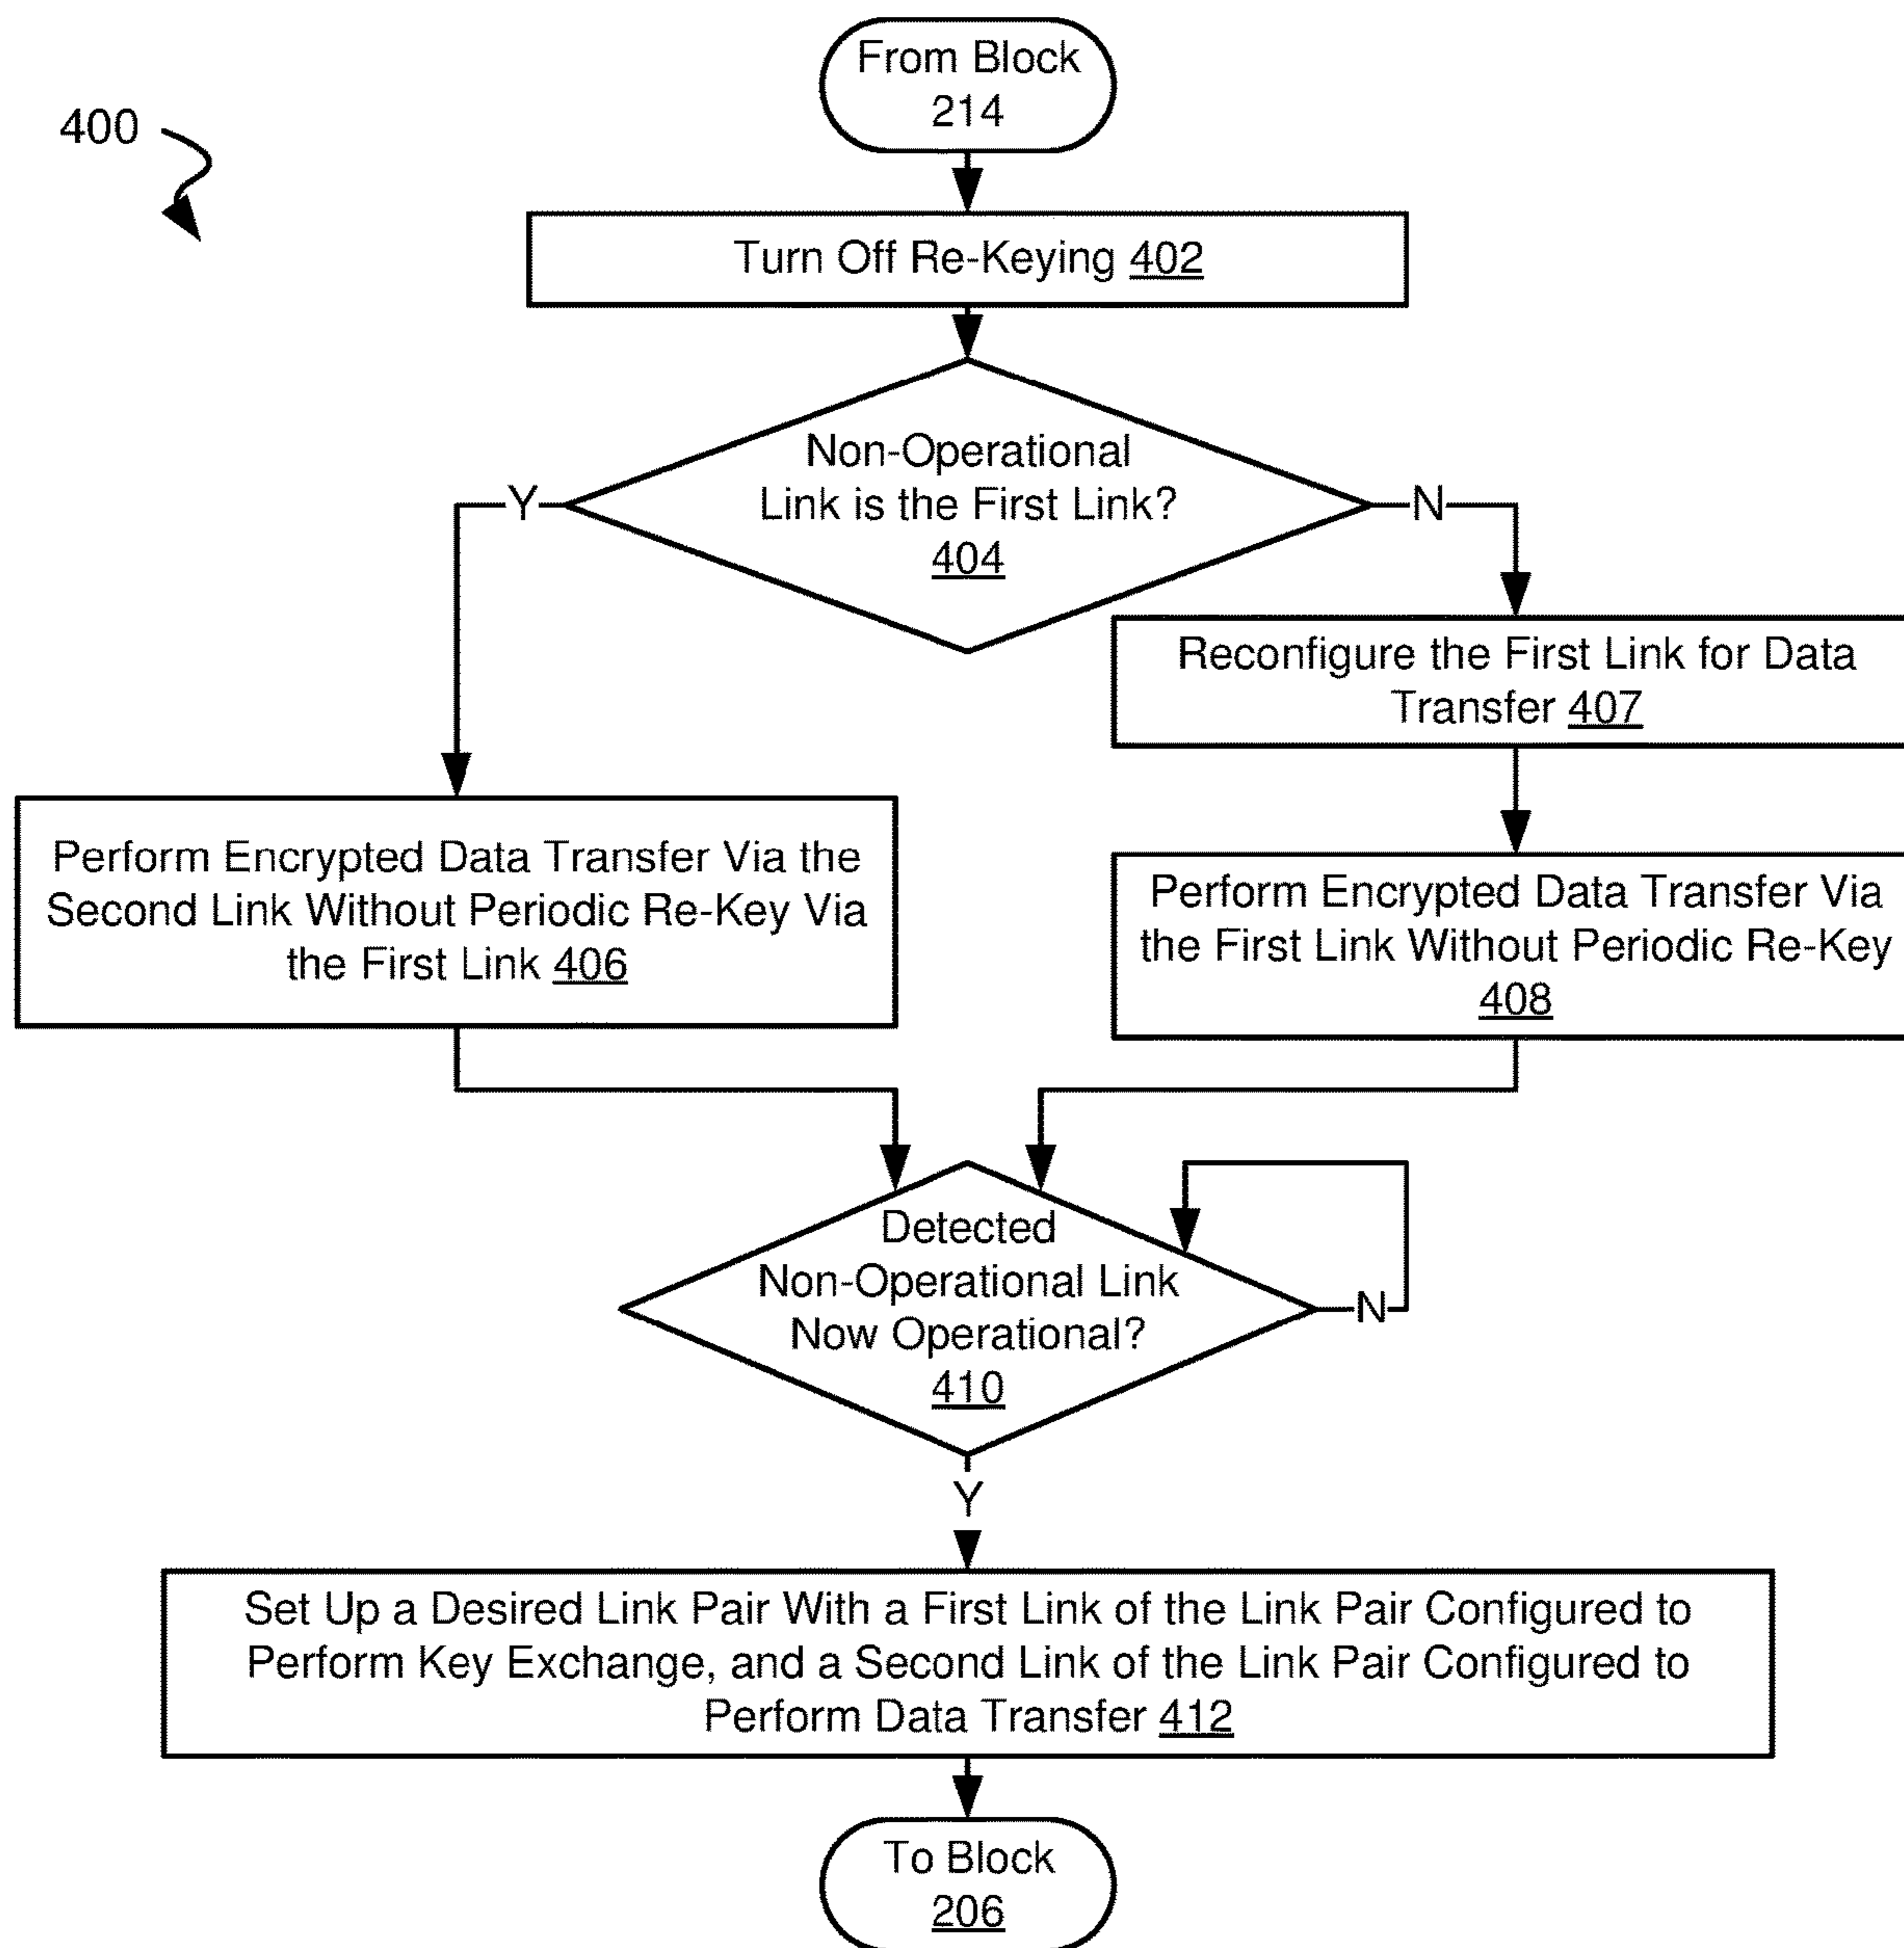 From Block
214
400
Turn Off Re-Keying 402
Non-Operational
Link is the First Link?
404
Y
N
Reconfigure the First Link for Data
Transfer 407
Perform Encrypted Data Transfer Via the
Second Link Without Periodic Re-Key Via
the First Link 406
Perform Encrypted Data Transfer Via
the First Link Without Periodic Re-Key
408
Detected
Non-Operational Link
Now Operational?
410
N
Y
Set Up a Desired Link Pair With a First Link of the Link Pair Configured to
Perform Key Exchange, and a Second Link of the Link Pair Configured to
Perform Data Transfer 412
To Block
206